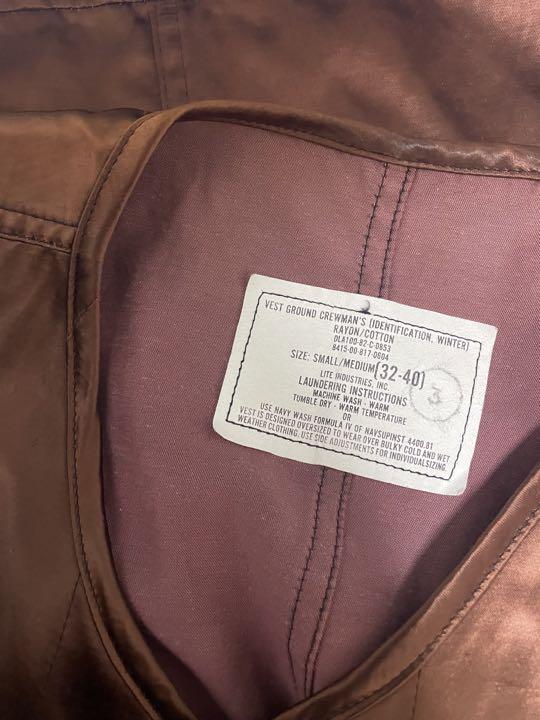 VEST GROUND CREWMAN'S (IDENTIFICATION, WINTER)
RAYON/COTTON
DLA100-82-C-0853
8415-00-817-0604
SIZE: SMALL/MEDIUM (32-40)
LITE INDUSTRIES, INC.
LAUNDERING INSTRUCTIONS
MACHINE WASH - WARM
TUMBLE DRY - WARM TEMPERATURE
OR
USE NAVY WASH FORMULA IV OF NAVSUPINST 4400.81
VEST IS DESIGNED OVERSIZED TO WEAR OVER BULKY COLD AND WET
WEATHER CLOTHING. USE SIDE ADJUSTMENTS FOR INDIVIDUALSIZING.
3